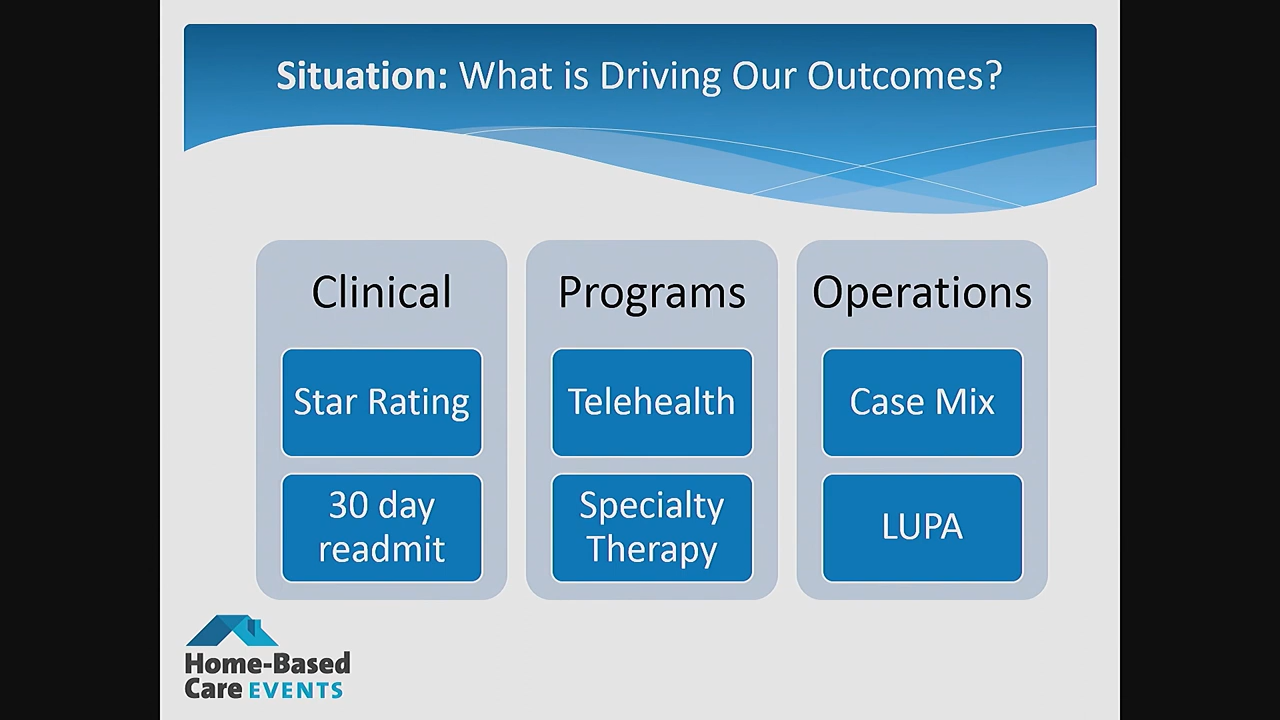 Situation: What is Driving Our Outcomes?
Clinical
Star Rating
30 day
readmit
Programs
Telehealth
Specialty
Therapy
Operations
Case Mix
LUPA
Home-Based
Care EVENTS